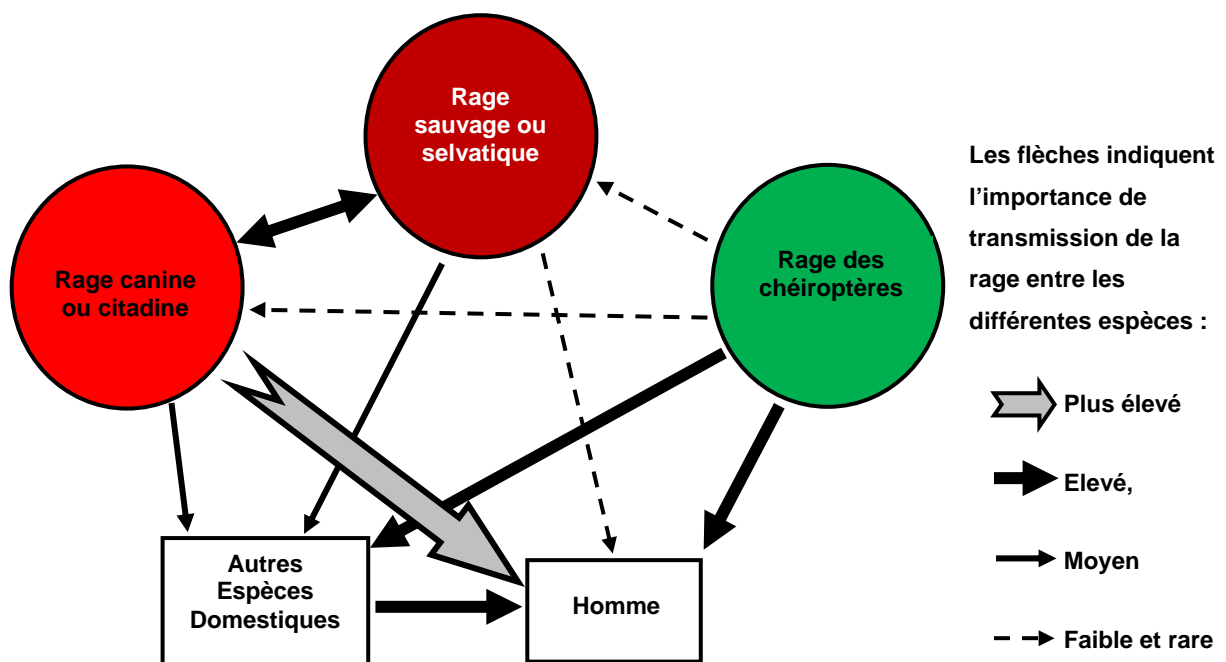 Rage
sauvage ou
selvatique
Rage canine
ou citadine
Rage des
chéiroptères
Autres
Espèces
Domestiques
Homme
Les flèches indiquent
l’importance de
transmission de la
rage entre les
différentes espèces :
Plus élevé
Elevé,
Moyen
Faible et rare